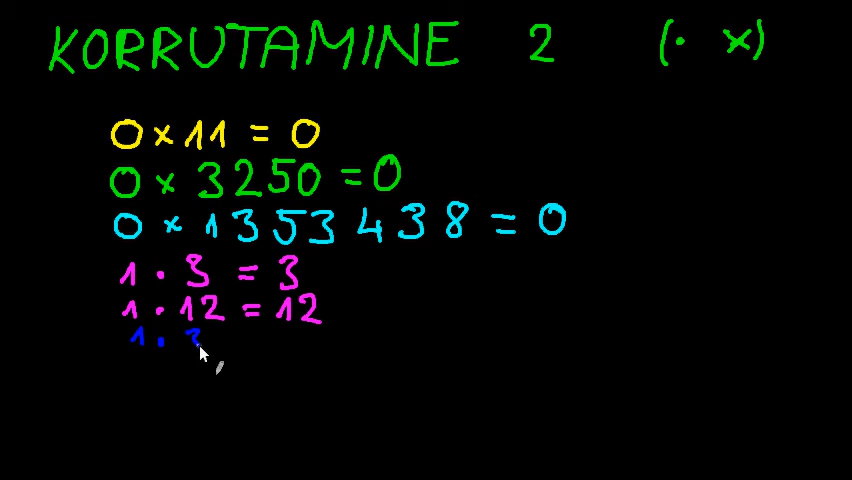 KORRUTAMINE 2 (· ×)
0 × 11 = 0
0 × 3250 = 0
0 × 1353438 = 0
1 · 3 = 3
1 · 12 = 12
1 ·